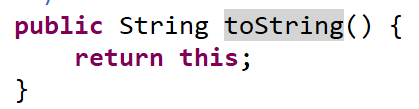 public String toString() {
    return this;
}